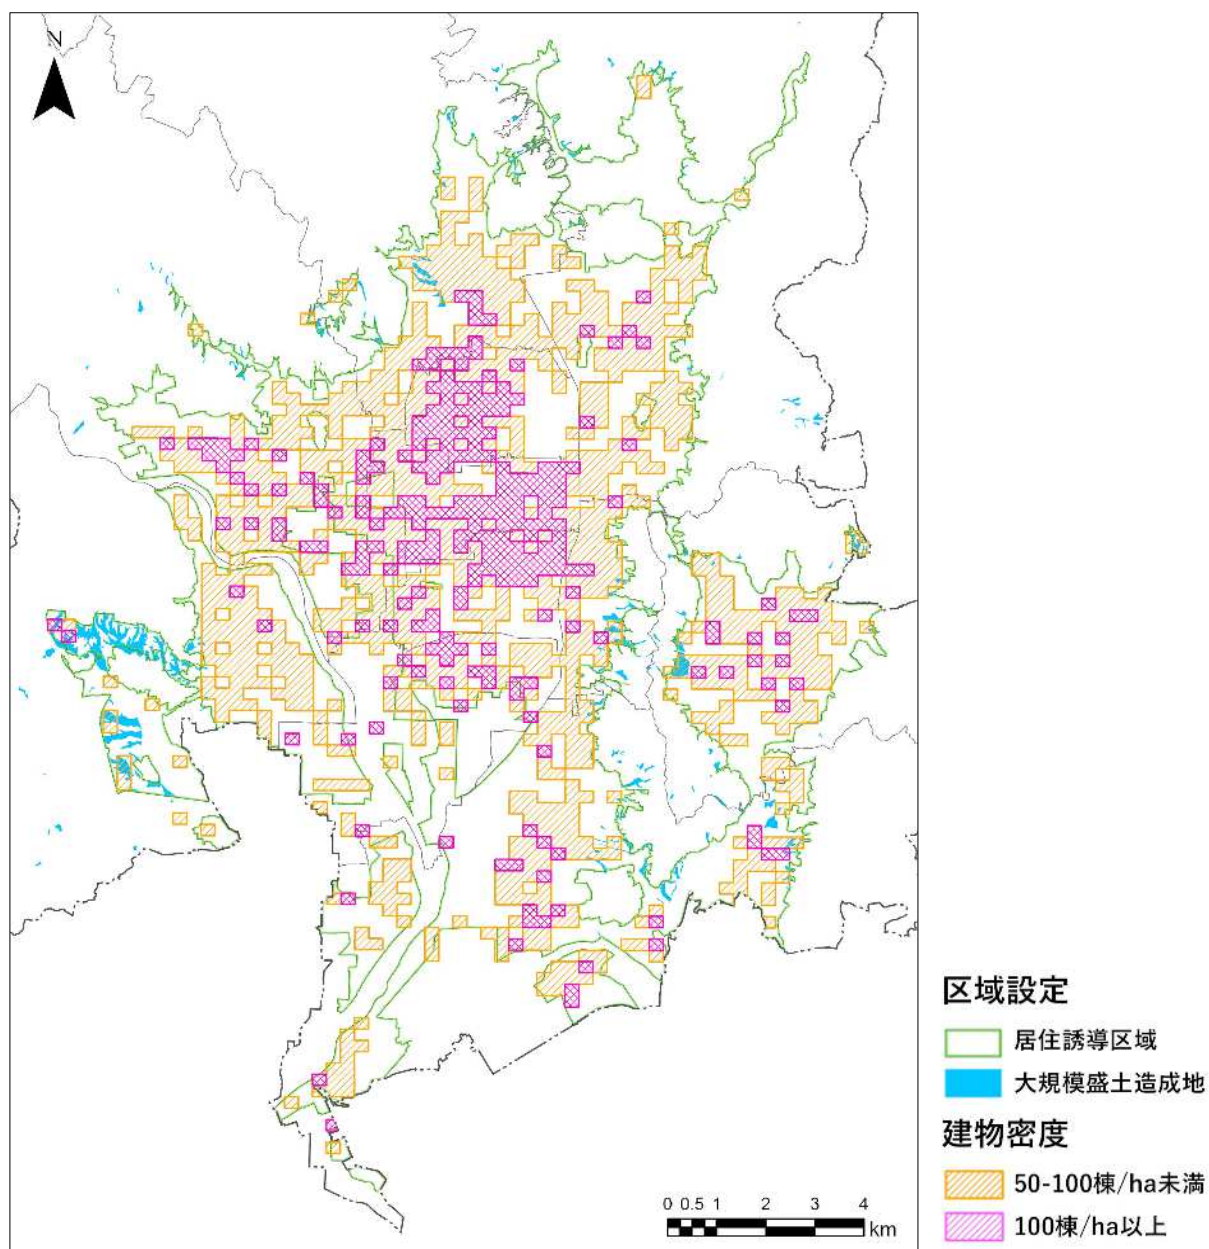 N
区域設定
居住誘導区域
大規模盛土造成地
建物密度
50-100棟/ha未満
100棟/ha以上
0 0.5 1 2 3 4
km